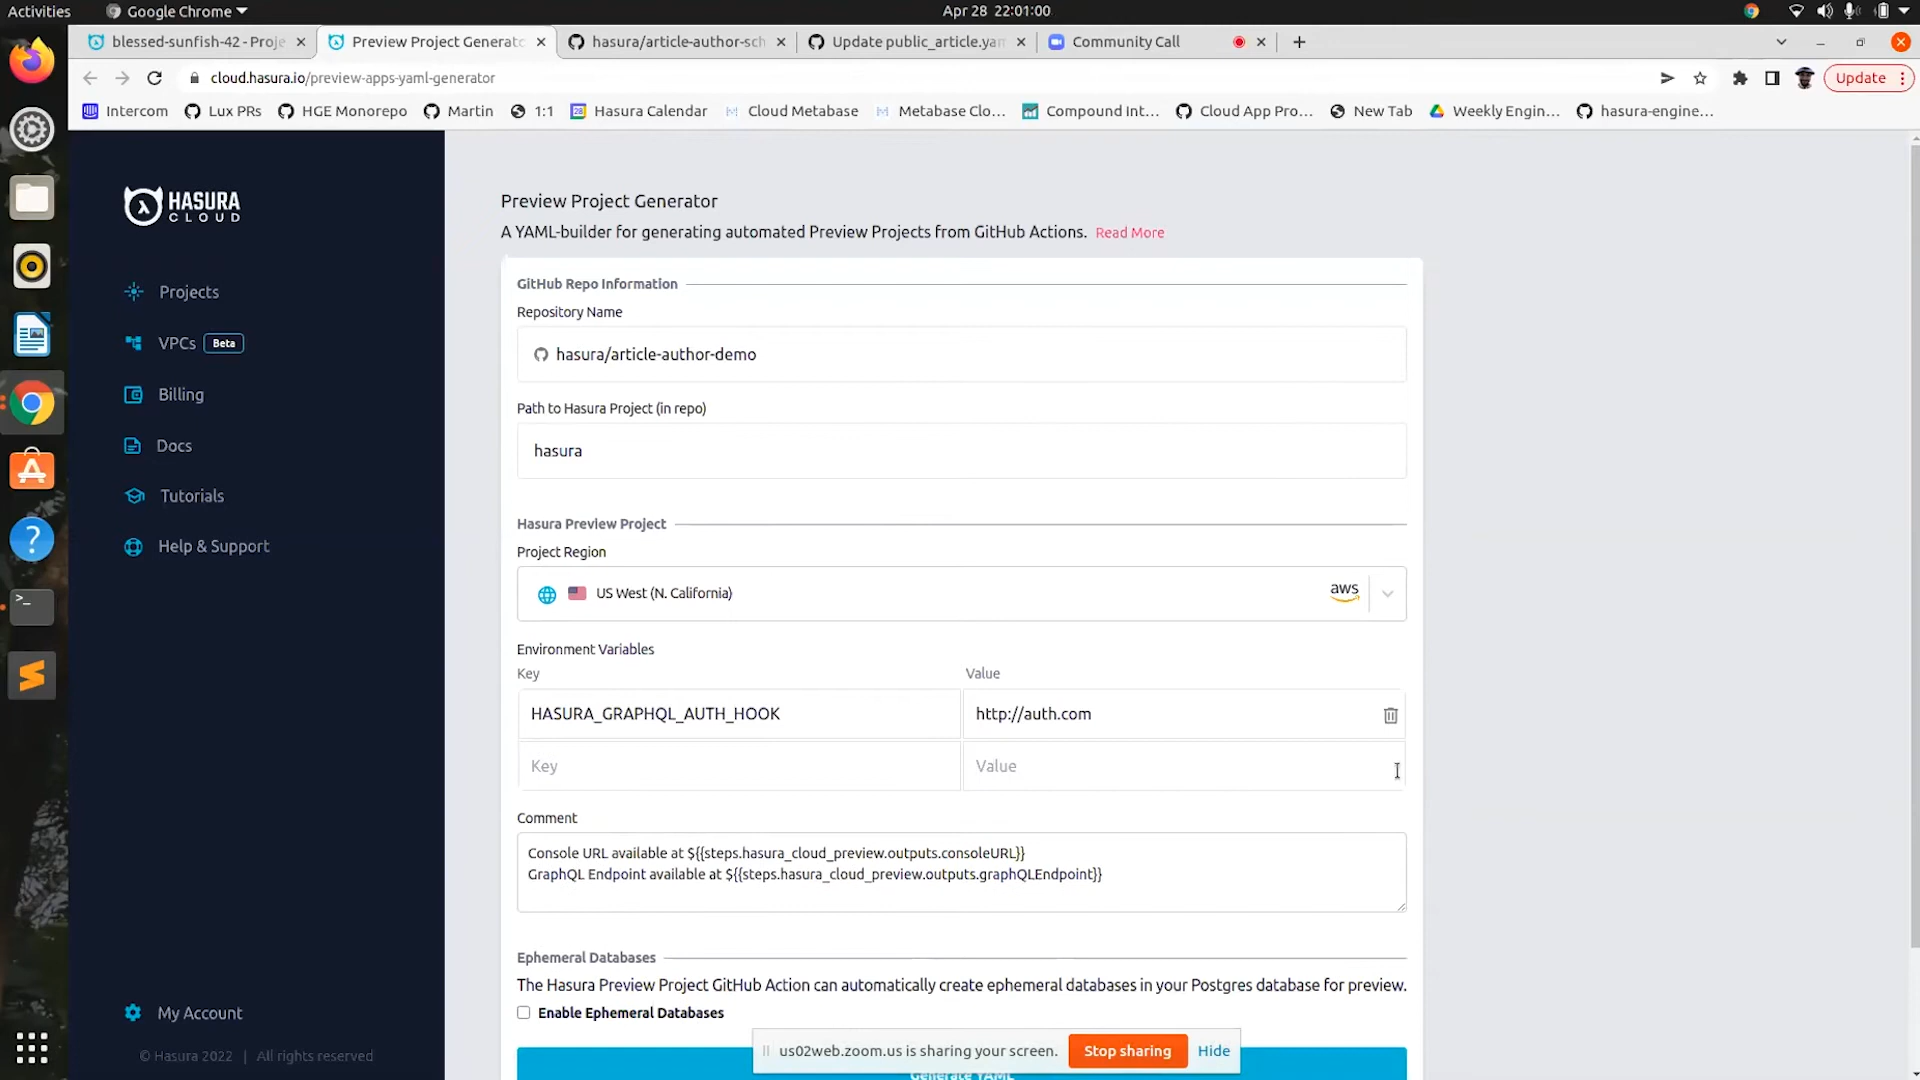 Activities
Google Chrome
Apr 28 22:01:00
blessed-sunfish-42 - Proje
Preview Project Generato
hasura/article-author-sch
Update public_article.yam
Community Call
cloud.hasura.io/preview-apps-yaml-generator
Update
Intercom
Lux PRs
HGE Monorepo
Martin
1:1
Hasura Calendar
Cloud Metabase
Metabase Clo...
Compound Int...
Cloud App Pro...
New Tab
Weekly Engin...
hasura-engine...
HASURA
CLOUD
Projects
VPCs Beta
Billing
Docs
Tutorials
Help & Support
My Account
© Hasura 2022 | All rights reserved
Preview Project Generator
A YAML-builder for generating automated Preview Projects from GitHub Actions. Read More
GitHub Repo Information
Repository Name
hasura/article-author-demo
Path to Hasura Project (in repo)
hasura
Hasura Preview Project
Project Region
US West (N. California)
aws
Environment Variables
Key Value
HASURA_GRAPHQL_AUTH_HOOK http://auth.com
Key Value
Comment
Console URL available at ${{steps.hasura_cloud_preview.outputs.consoleURL}}
GraphQL Endpoint available at ${{steps.hasura_cloud_preview.outputs.graphQLEndpoint}}
Ephemeral Databases
The Hasura Preview Project GitHub Action can automatically create ephemeral databases in your Postgres database for preview.
Enable Ephemeral Databases
us02web.zoom.us is sharing your screen. Stop sharing Hide
Generate YAML